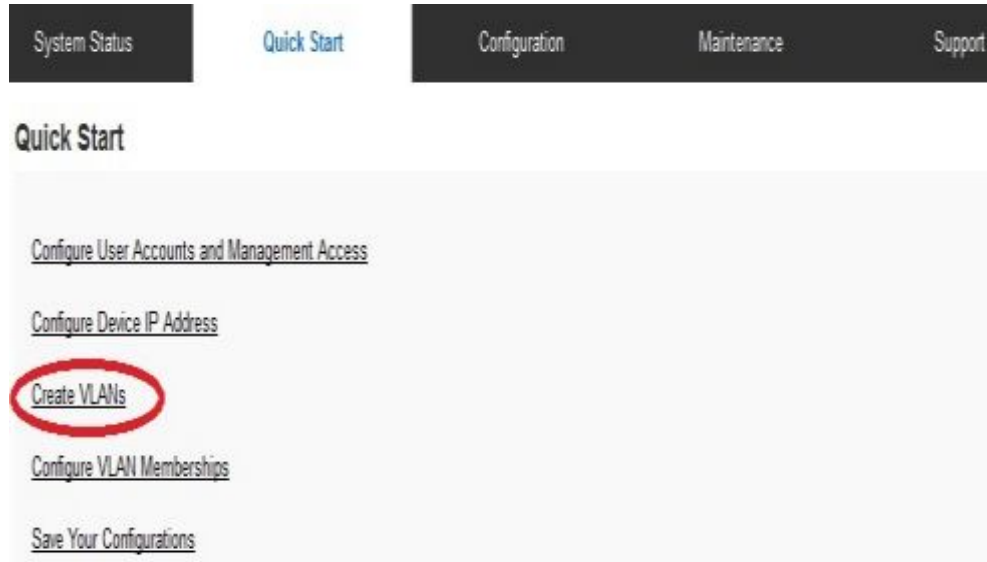 System Status Quick Start Configuration Maintenance Support
Quick Start
Configure User Accounts and Management Access
Configure Device IP Address
Create VLANs
Configure VLAN Memberships
Save Your Configurations